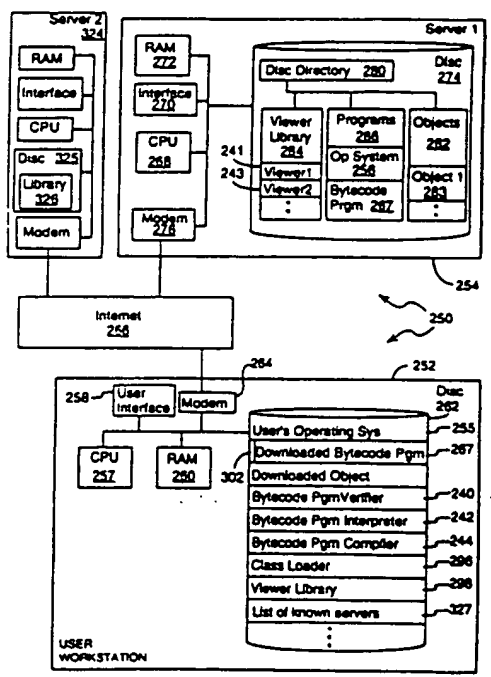 Server 2
324
RAM
Interface
CPU
Disc 325
Library
326
Modem
Server 1
RAM
272
Interface
270
CPU
268
Modem
276
Disc
274
Disc Directory 280
Viewer
Library
284
241
Viewer1
243
Viewer2
Programs
286
Op System
256
Bytecode
Prgm 267
Objects
282
Object 1
283
254
250
Internet
256
264
252
258
User
Interface
Modem
CPU
257
RAM
260
Disc
262
User's Operating Sys
255
Downloaded Bytecode Pgm
267
302
Downloaded Object
Bytecode PgmVerifier
240
Bytecode Pgm Interpreter
242
Bytecode Pgm Compiler
244
Class Loader
296
Viewer Library
298
List of known servers
327
USER
WORKSTATION